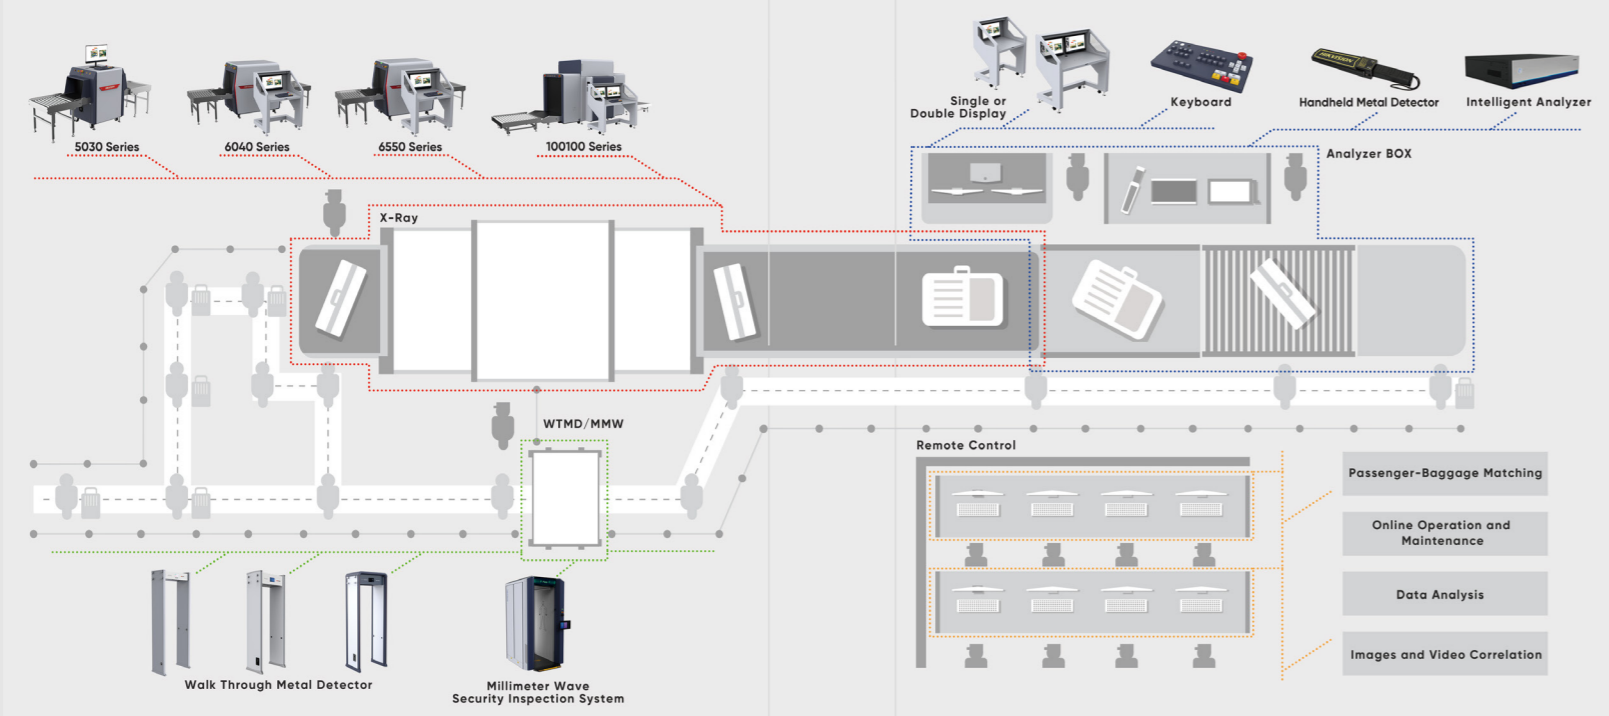 Single or
Double Display
Keyboard
HIKVISION
Handheld Metal Detector
Intelligent Analyzer
5030 Series
6040 Series
6550 Series
100100 Series
Analyzer BOX
X-Ray
WTMD/MMW
Remote Control
Passenger-Baggage Matching
Online Operation and
Maintenance
Data Analysis
Images and Video Correlation
Walk Through Metal Detector
Millimeter Wave
Security Inspection System